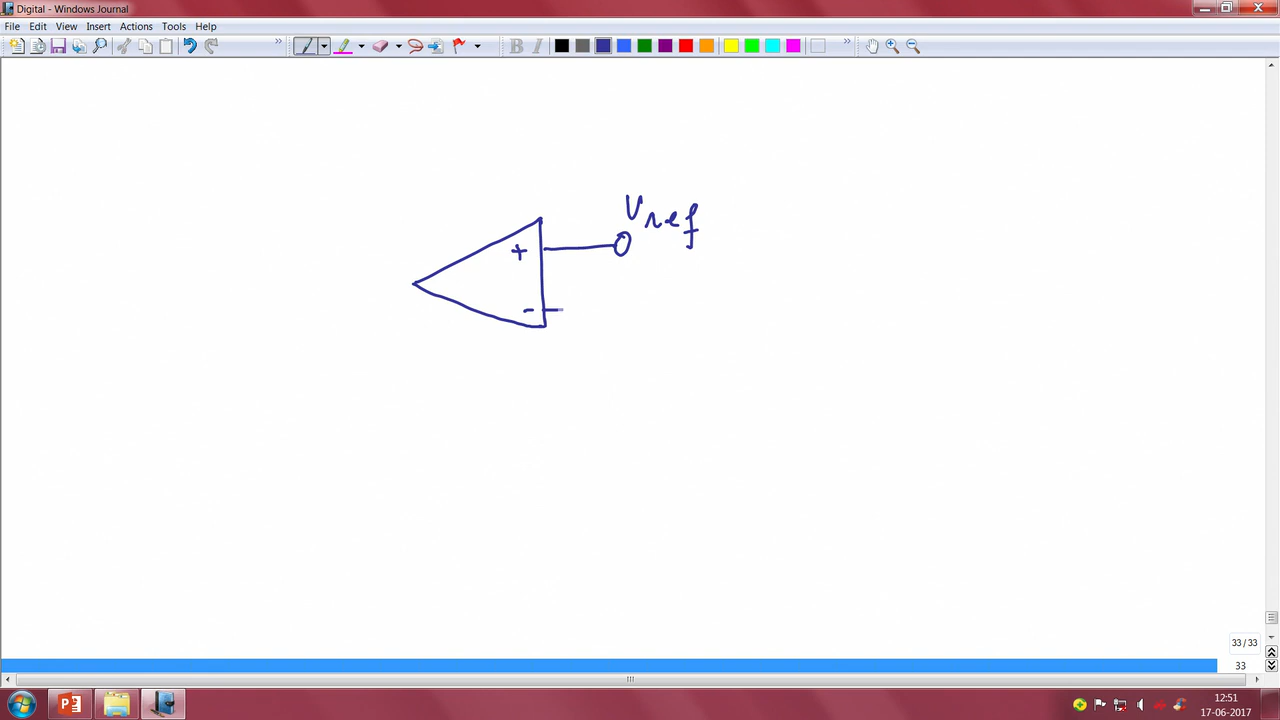 Digital - Windows Journal
File Edit View Insert Actions Tools Help
B I
Vref
+
-
33 / 33
33
P
12:51
17-06-2017